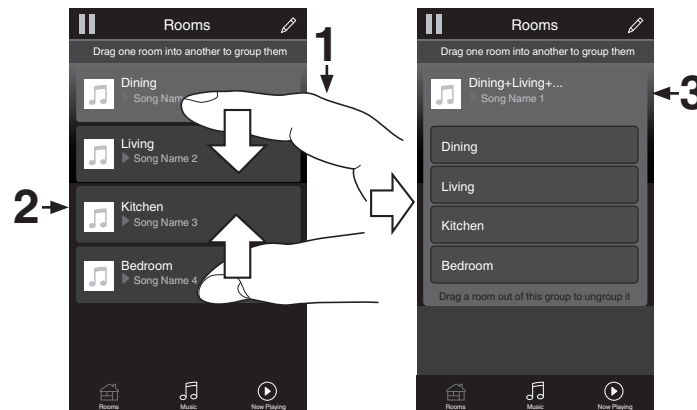 Rooms
Drag one room into another to group them
Dining
Song Nam
Living
Song Name 2
Kitchen
Song Name 3
Bedroom
Song Name 4
Rooms
Music
Now Playing
1
2
Rooms
Drag one room into another to group them
Dining+Living+...
Song Name 1
Dining
Living
Kitchen
Bedroom
Drag a room out of this group to ungroup it
Rooms
Music
Now Playing
3